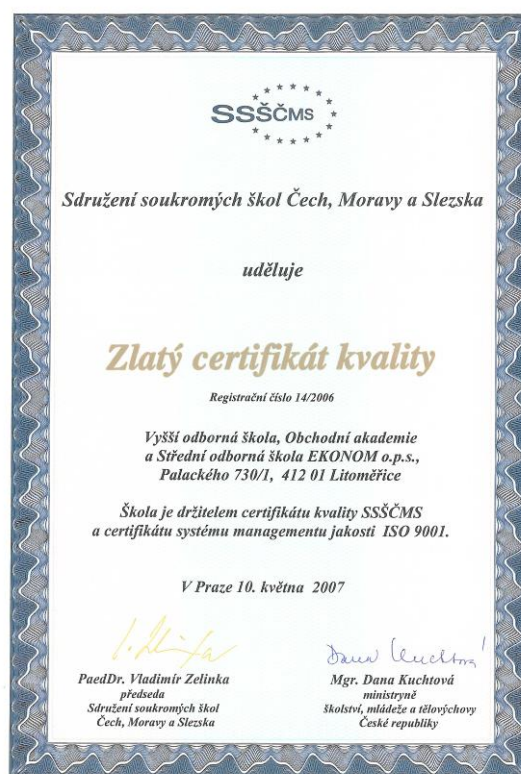 SSŠČMS
Sdružení soukromých škol Čech, Moravy a Slezska
uděluje
Zlatý certifikát kvality
Registrační číslo 14/2006
Vyšší odborná škola, Obchodní akademie
a Střední odborná škola EKONOM o.p.s.,
Palackého 730/1, 412 01 Litoměřice
Škola je držitelem certifikátu kvality SSŠČMS
a certifikátu systému managementu jakosti ISO 9001.
V Praze 10. května 2007
Dana Kuchtová
PaedDr. Vladimír Zelinka
předseda
Sdružení soukromých škol
Čech, Moravy a Slezska
Mgr. Dana Kuchtová
ministryně
školství, mládeže a tělovýchovy
České republiky